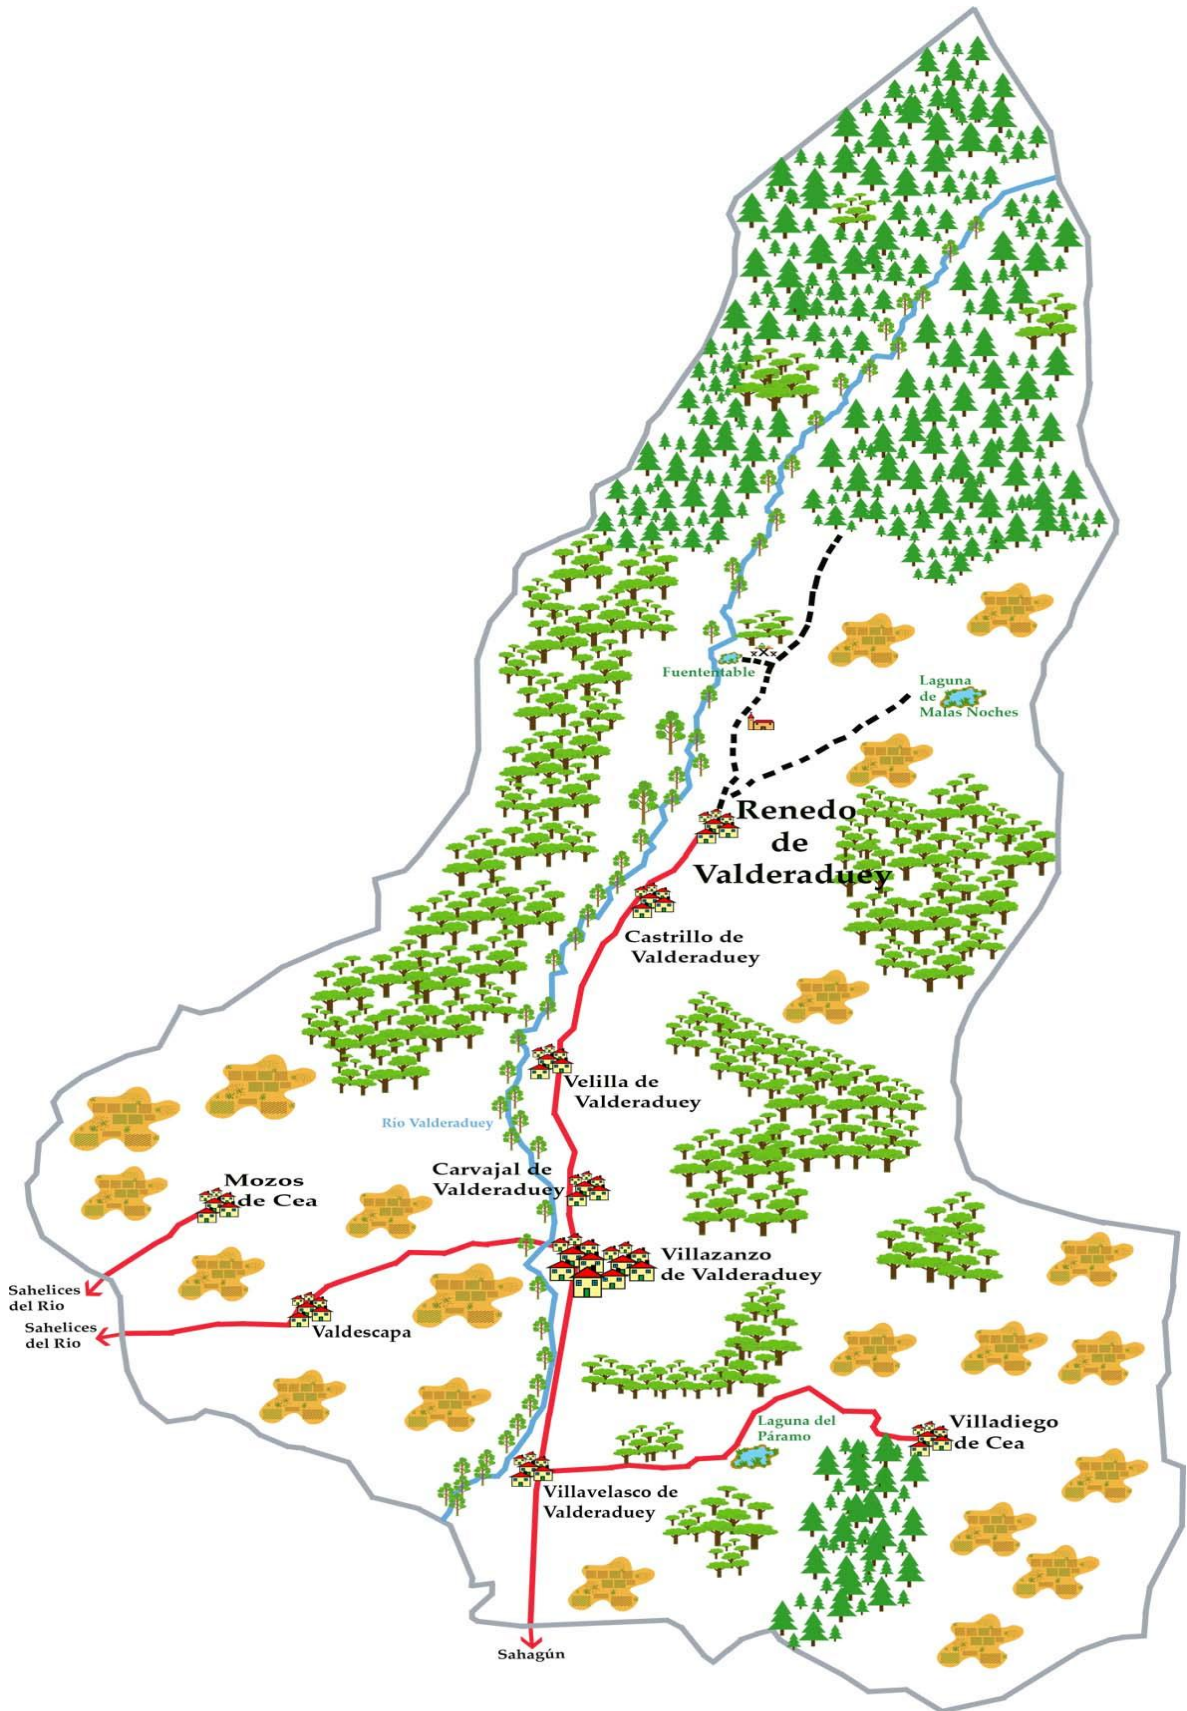 Fuententable
Laguna
de
Malas Noches
Renedo
de
Valderaduey
Castrillo de
Valderaduey
Velilla de
Valderaduey
Río Valderaduey
Carvajal de
Valderaduey
Mozos
de Cea
Villazanzo
de Valderaduey
Sahelices
del Rio
Sahelices
del Rio
Valdescapa
Laguna del
Páramo
Villadiego
de Cea
Villavelasco de
Valderaduey
Sahagún